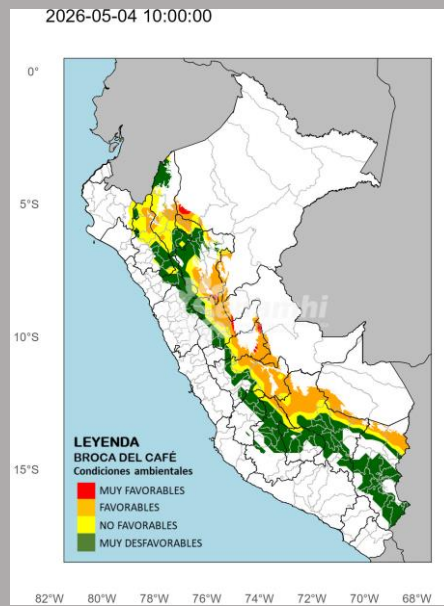 2026-05-04 10:00:00
0°
5°S
10°S
15°S
senamhi
LEYENDA
BROCA DEL CAFÉ
Condiciones ambientales
MUY FAVORABLES
FAVORABLES
NO FAVORABLES
MUY DESFAVORABLES
82°W 80°W 78°W 76°W 74°W 72°W 70°W 68°W